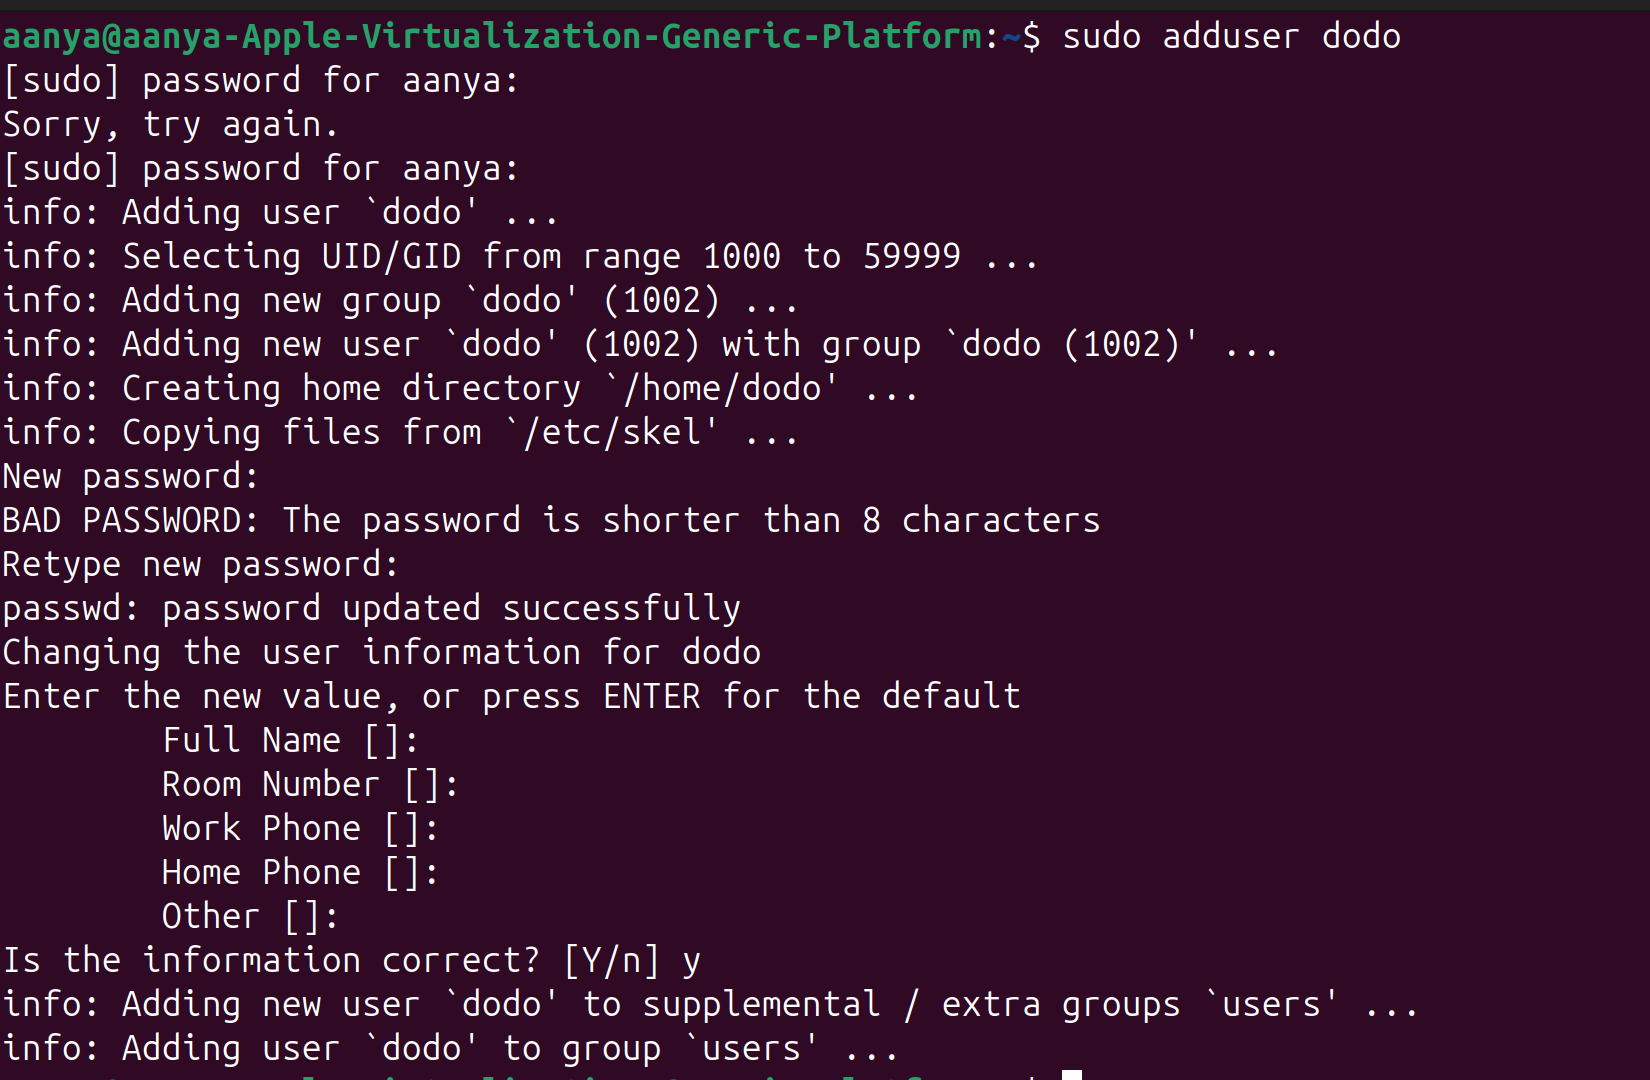 aanya@aanya-Apple-Virtualization-Generic-Platform:~$ sudo adduser dodo
[sudo] password for aanya:
Sorry, try again.
[sudo] password for aanya:
info: Adding user `dodo' ...
info: Selecting UID/GID from range 1000 to 59999 ...
info: Adding new group `dodo' (1002) ...
info: Adding new user `dodo' (1002) with group `dodo (1002)' ...
info: Creating home directory `/home/dodo' ...
info: Copying files from `/etc/skel' ...
New password:
BAD PASSWORD: The password is shorter than 8 characters
Retype new password:
passwd: password updated successfully
Changing the user information for dodo
Enter the new value, or press ENTER for the default
        Full Name []:
        Room Number []:
        Work Phone []:
        Home Phone []:
        Other []:
Is the information correct? [Y/n] y
info: Adding new user `dodo' to supplemental / extra groups `users' ...
info: Adding user `dodo' to group `users' ...